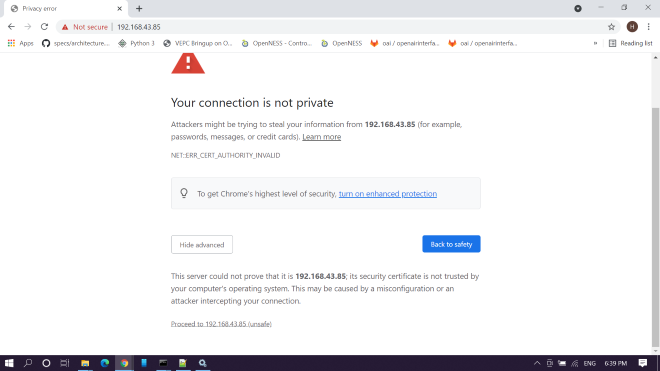 Privacy error
Not secure | 192.168.43.85
H
Apps
specs/architecture...
Python 3
VEPC Bringup on O...
OpenNESS - Contro...
OpenNESS
oai / openairinterfa...
oai / openairinterfa...
»
Reading list
Your connection is not private
Attackers might be trying to steal your information from 192.168.43.85 (for example,
passwords, messages, or credit cards). Learn more
NET::ERR_CERT_AUTHORITY_INVALID
To get Chrome's highest level of security, turn on enhanced protection
Hide advanced
Back to safety
This server could not prove that it is 192.168.43.85; its security certificate is not trusted by
your computer's operating system. This may be caused by a misconfiguration or an
attacker intercepting your connection.
Proceed to 192.168.43.85 (unsafe)
ENG
6:39 PM